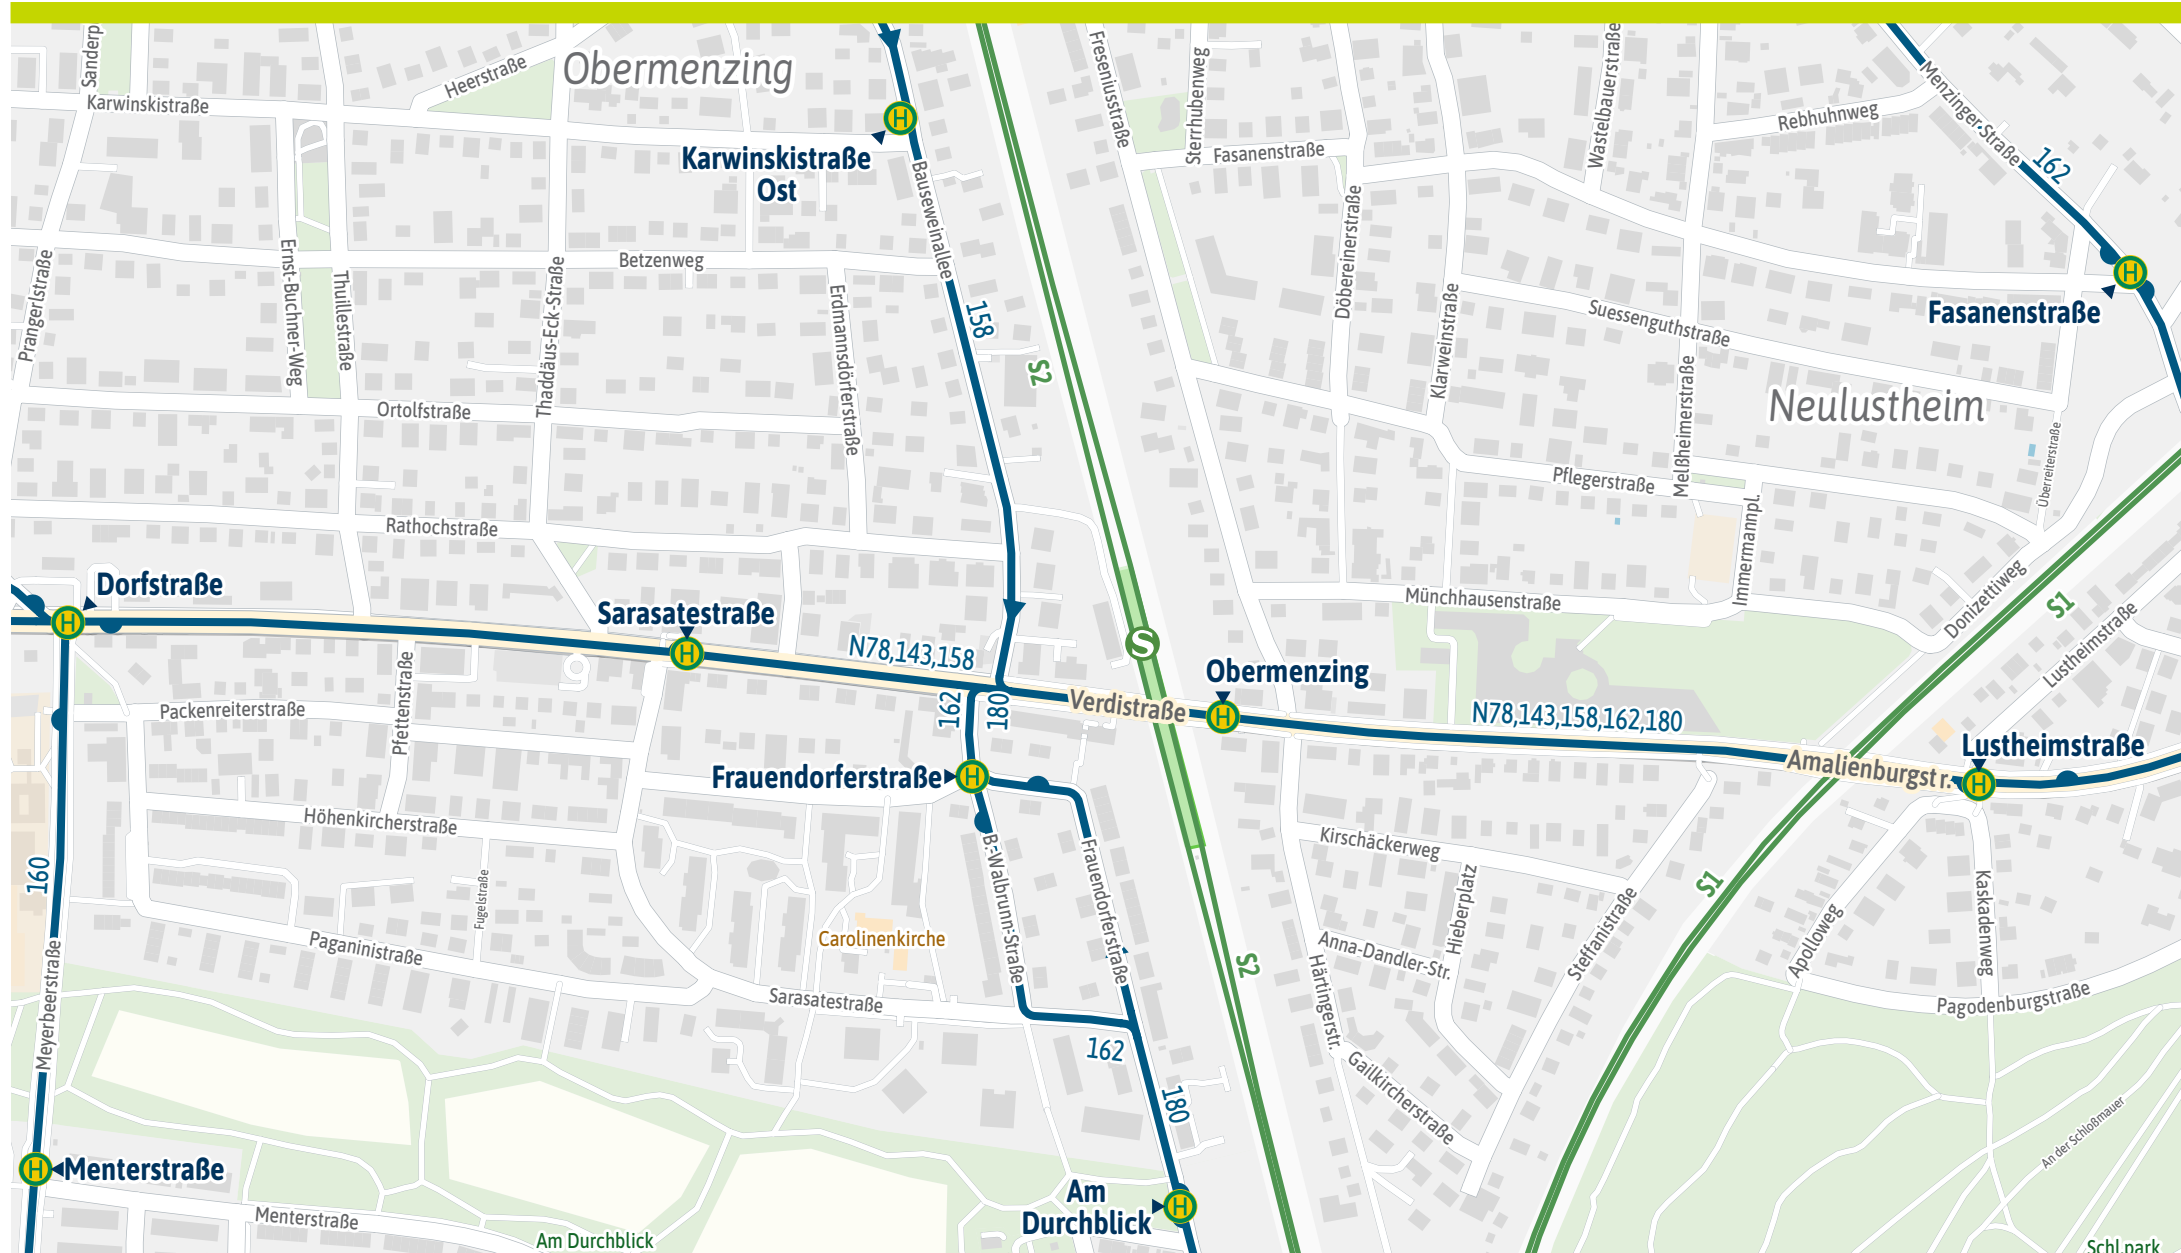 Sanderp
Heerstraße
Obermenzing
Karwinskistraße
H
Karwinskistraße
Ost
Bauseweinallee
Freseniusstraße
Sterrhubenweg
Fasanenstraße
Wastelbauerstraße
Rebhuhnweg
Menzinger-Straße
162
H
Fasanenstraße
Prangerlstraße
Ernst-Buchner-Weg
Thuillestraße
Thaddäus-Eck-Straße
Betzenweg
Erdmannsdörferstraße
158
S2
Döbereinerstraße
Klarweinstraße
Suessenguthstraße
Melßheimerstraße
Neulustheim
Überreiterstraße
Ortolfstraße
Pflegerstraße
Immermannpl.
Rathochstraße
Münchhausenstraße
Donizettiweg
S1
Lustheimstraße
Dorfstraße
H
Sarasatestraße
H
N78,143,158
S
Obermenzing
H
162
180
Verdistraße
N78,143,158,162,180
Amalienburgstr.
Lustheimstraße
H
Packenreiterstraße
Pfettenstraße
Frauendorferstraße
H
Höhenkircherstraße
160
Fugelstraße
B.-Walbrunn-Straße
Frauendorferstraße
Kirschäckerweg
Hieberplatz
Steffanistraße
S1
Apolloweg
Kaskadenweg
Carolinenkirche
Paganinistraße
Meyerbeerstraße
S2
Anna-Dandler-Str.
Härtingerstr.
Sarasatestraße
Pagodenburgstraße
162
180
Gailkircherstraße
An der Schloßmauer
H
Menterstraße
Menterstraße
Am Durchblick
Am
Durchblick
H
Schl.park